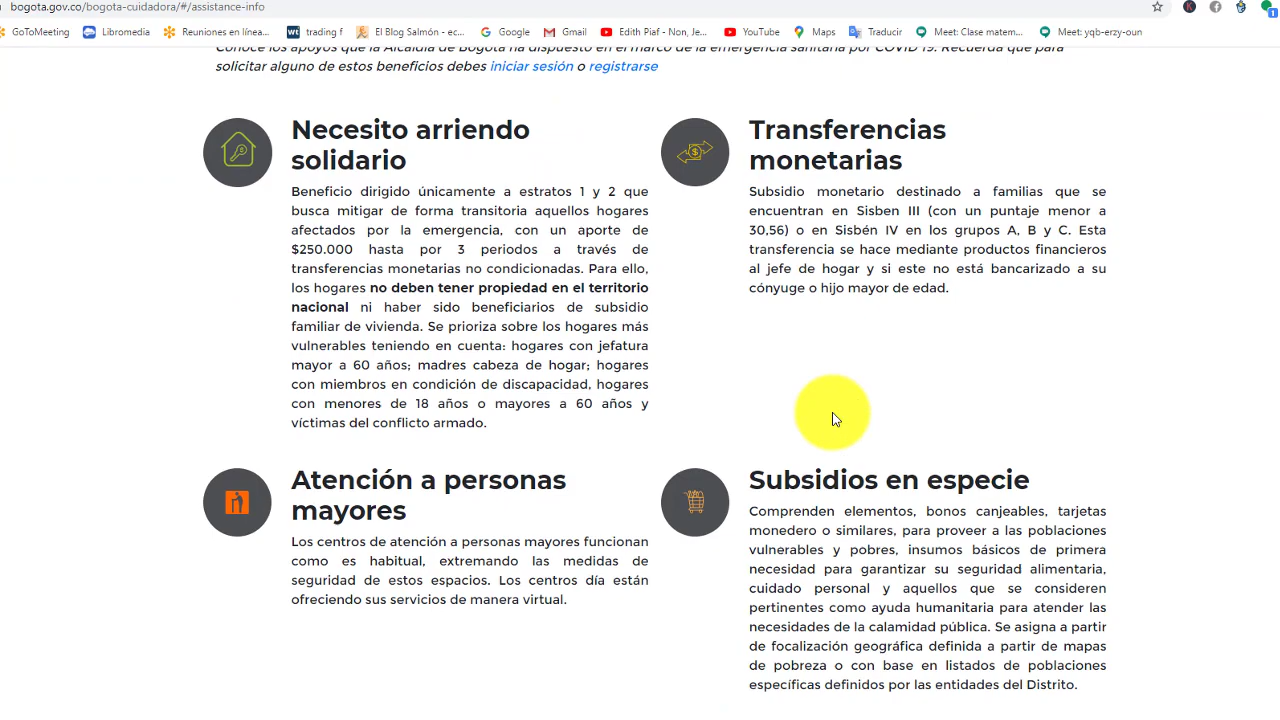 bogota.gov.co/bogota-cuidadora/#/assistance-info
GoToMeeting
Libromedia
Reuniones en línea...
trading f
El Blog Salmón - ec...
Google
Gmail
Edith Piaf - Non, Je...
YouTube
Maps
Traducir
Meet: Clase matem...
Meet: yqb-erzy-oun
Conoce los apoyos que la Alcaldía de Bogotá ha dispuesto en el marco de la emergencia sanitaria por COVID 19. Recuerda que para
solicitar alguno de estos beneficios debes iniciar sesión o registrarse
Necesito arriendo
solidario
Beneficio dirigido únicamente a estratos 1 y 2 que
busca mitigar de forma transitoria aquellos hogares
afectados por la emergencia, con un aporte de
$250.000 hasta por 3 periodos a través de
transferencias monetarias no condicionadas. Para ello,
los hogares no deben tener propiedad en el territorio
nacional ni haber sido beneficiarios de subsidio
familiar de vivienda. Se prioriza sobre los hogares más
vulnerables teniendo en cuenta: hogares con jefatura
mayor a 60 años; madres cabeza de hogar; hogares
con miembros en condición de discapacidad, hogares
con menores de 18 años o mayores a 60 años y
víctimas del conflicto armado.
Transferencias
monetarias
Subsidio monetario destinado a familias que se
encuentran en Sisben III (con un puntaje menor a
30,56) o en Sisbén IV en los grupos A, B y C. Esta
transferencia se hace mediante productos financieros
al jefe de hogar y si este no está bancarizado a su
cónyuge o hijo mayor de edad.
Atención a personas
mayores
Los centros de atención a personas mayores funcionan
como es habitual, extremando las medidas de
seguridad de estos espacios. Los centros día están
ofreciendo sus servicios de manera virtual.
Subsidios en especie
Comprenden elementos, bonos canjeables, tarjetas
monedero o similares, para proveer a las poblaciones
vulnerables y pobres, insumos básicos de primera
necesidad para garantizar su seguridad alimentaria,
cuidado personal y aquellos que se consideren
pertinentes como ayuda humanitaria para atender las
necesidades de la calamidad pública. Se asigna a partir
de focalización geográfica definida a partir de mapas
de pobreza o con base en listados de poblaciones
específicas definidos por las entidades del Distrito.